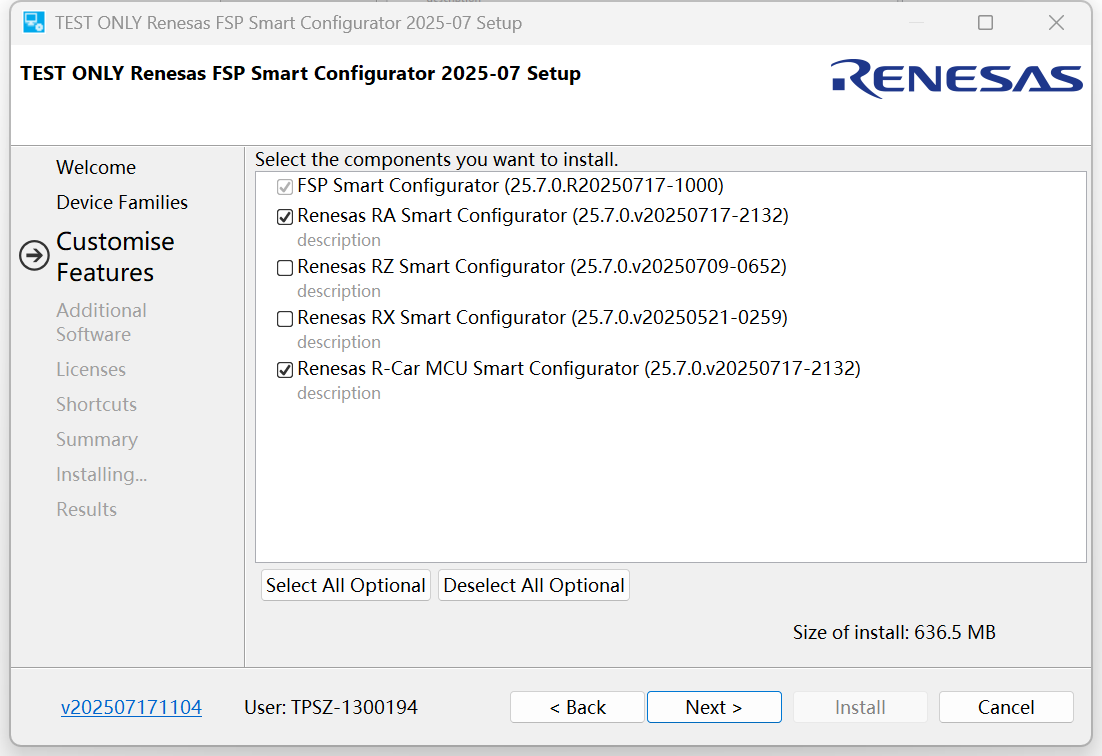 TEST ONLY Renesas FSP Smart Configurator 2025-07 Setup
TEST ONLY Renesas FSP Smart Configurator 2025-07 Setup
RENESAS
Welcome
Device Families
Customise
Features
Additional
Software
Licenses
Shortcuts
Summary
Installing...
Results
Select the components you want to install.
FSP Smart Configurator (25.7.0.R20250717-1000)
Renesas RA Smart Configurator (25.7.0.v20250717-2132)
description
Renesas RZ Smart Configurator (25.7.0.v20250709-0652)
description
Renesas RX Smart Configurator (25.7.0.v20250521-0259)
description
Renesas R-Car MCU Smart Configurator (25.7.0.v20250717-2132)
description
Select All Optional
Deselect All Optional
Size of install: 636.5 MB
v202507171104
User: TPSZ-1300194
< Back
Next >
Install
Cancel